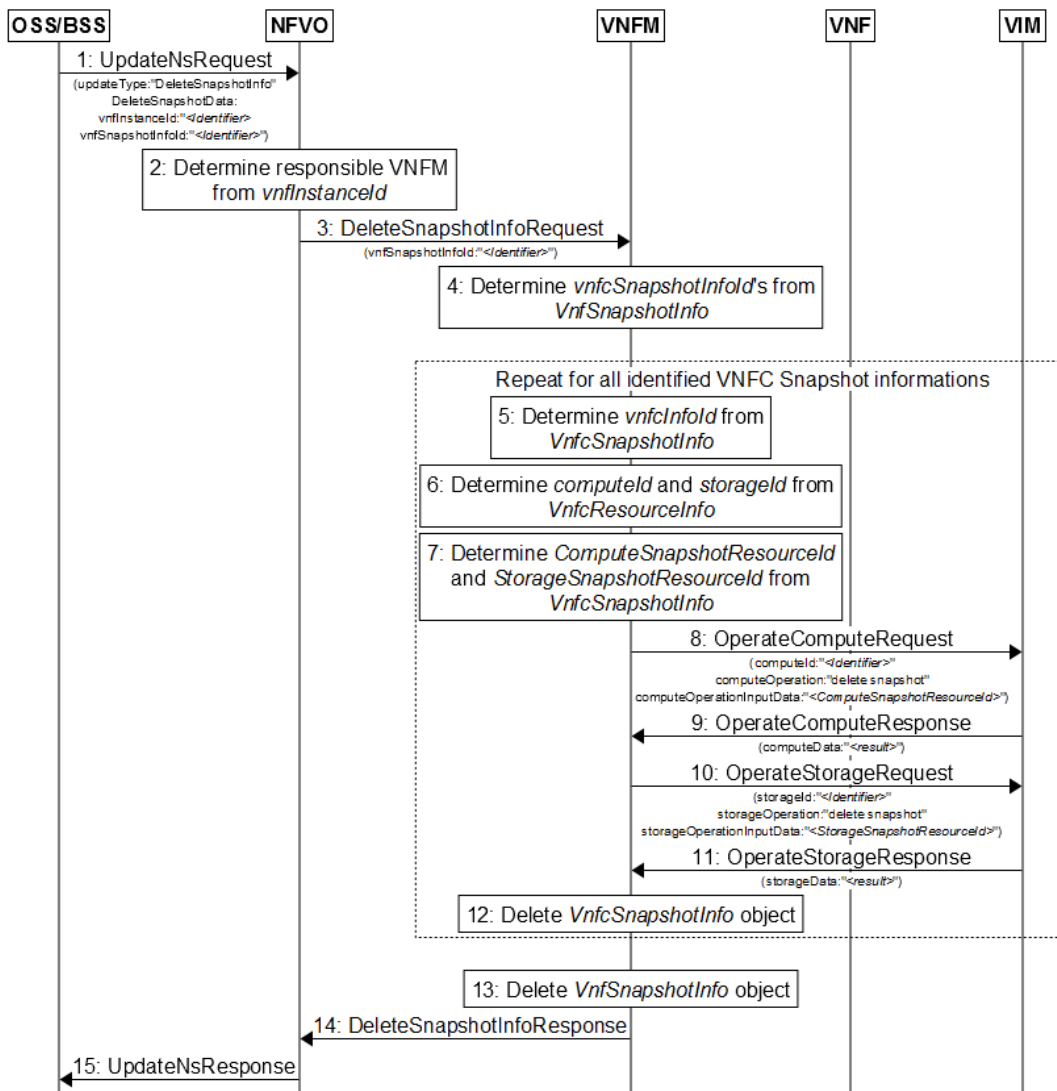 OSS/BSS NFVO VNFM VNF VIM
1: UpdateNsRequest
(updateType:"DeleteSnapshotInfo"
DeleteSnapshotData:
vnfInstanceId:"<Identifier>
vnfSnapshotInfoId:"<Identifier>")
2: Determine responsible VNFM
from vnfInstanceId
3: DeleteSnapshotInfoRequest
(vnfSnapshotInfoId:"<Identifier>")
4: Determine vnfcSnapshotInfoId's from
VnfSnapshotInfo
Repeat for all identified VNFC Snapshot informations
5: Determine vnfcInfoId from
VnfcSnapshotInfo
6: Determine computeId and storageId from
VnfcResourceInfo
7: Determine ComputeSnapshotResourceId
and StorageSnapshotResourceId from
VnfcSnapshotInfo
8: OperateComputeRequest
(computeId:"<Identifier>"
computeOperation:"delete snapshot"
computeOperationInputData:"<ComputeSnapshotResourceId>")
9: OperateComputeResponse
(computeData:"<result>")
10: OperateStorageRequest
(storageId:"<Identifier>"
storageOperation:"delete snapshot"
storageOperationInputData:"<StorageSnapshotResourceId>")
11: OperateStorageResponse
(storageData:"<result>")
12: Delete VnfcSnapshotInfo object
13: Delete VnfSnapshotInfo object
14: DeleteSnapshotInfoResponse
15: UpdateNsResponse